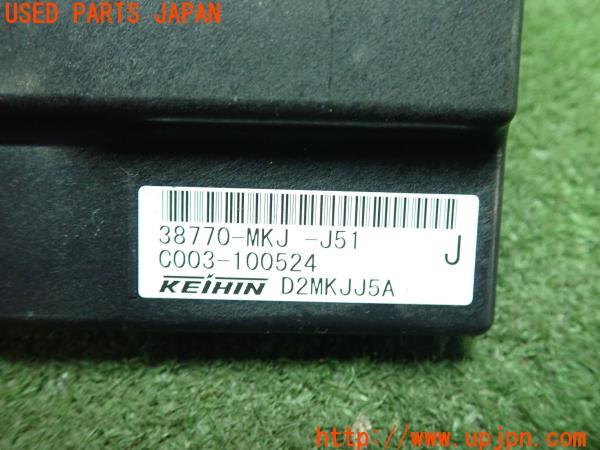 USED PARTS JAPAN
38770-MKJ -J51
C003-100524
J
KEIHIN D2MKJJ5A
http://www.upjpn.com